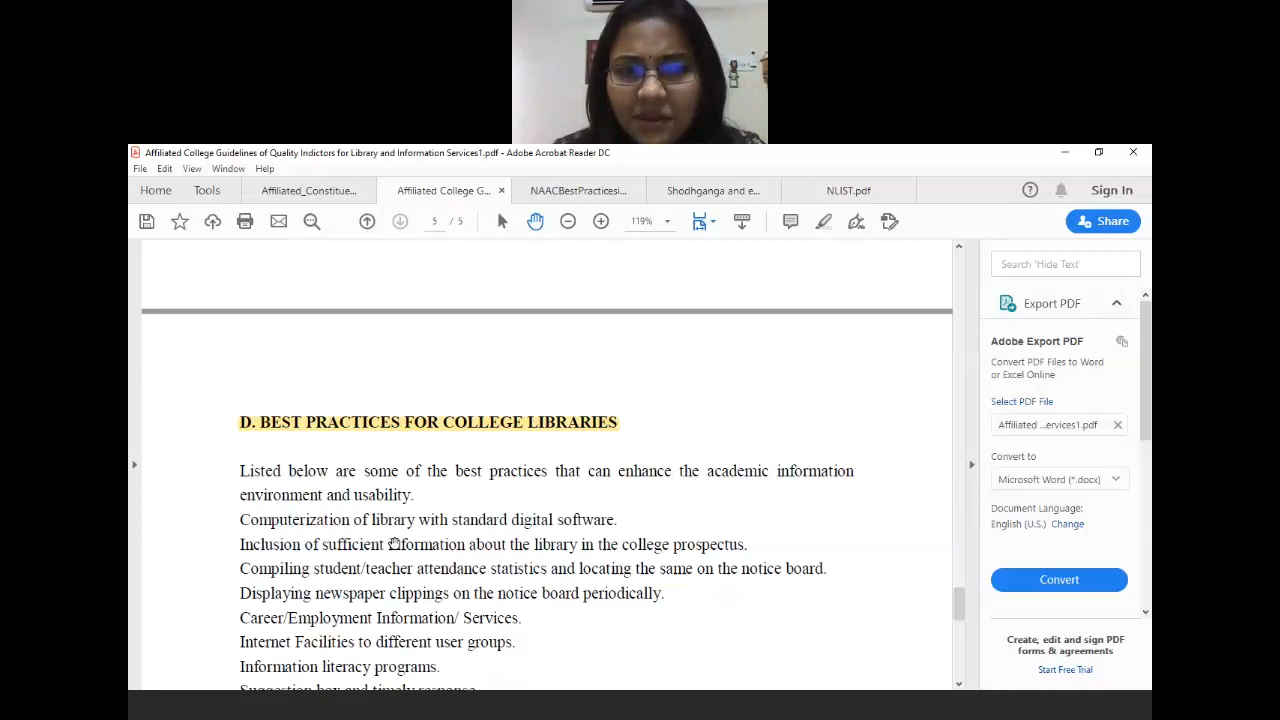 Affiliated College Guidelines of Quality Indictors for Library and Information Services1.pdf - Adobe Acrobat Reader DC
File Edit View Window Help
Home Tools Affiliated_Constitue... Affiliated College G... × NAACBestPracticesi... Shodhganga and e... NLIST.pdf Sign In
5 / 5 119% Share
Search 'Hide Text'
Export PDF
Adobe Export PDF
Convert PDF Files to Word
or Excel Online
Select PDF File
Affiliated ...ervices1.pdf
Convert to
Microsoft Word (*.docx)
Document Language:
English (U.S.) Change
Convert
Create, edit and sign PDF
forms & agreements
Start Free Trial
D. BEST PRACTICES FOR COLLEGE LIBRARIES
Listed below are some of the best practices that can enhance the academic information
environment and usability.
Computerization of library with standard digital software.
Inclusion of sufficient information about the library in the college prospectus.
Compiling student/teacher attendance statistics and locating the same on the notice board.
Displaying newspaper clippings on the notice board periodically.
Career/Employment Information/ Services.
Internet Facilities to different user groups.
Information literacy programs.
Suggestion box and timely response.